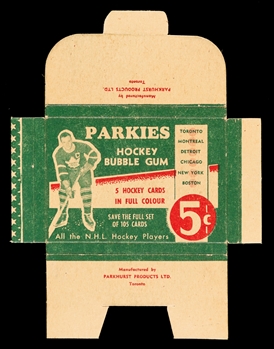 Toronto
PARKHURST PRODUCTS LTD.
Manufactured by
PARKIES
HOCKEY
BUBBLE GUM
5 HOCKEY CARDS
IN FULL COLOUR
SAVE THE FULL SET
OF 105 CARDS
All the N.H.L. Hockey Players
TORONTO
MONTREAL
DETROIT
CHICAGO
NEW YORK
BOSTON
5¢
Manufactured by
PARKHURST PRODUCTS LTD.
Toronto